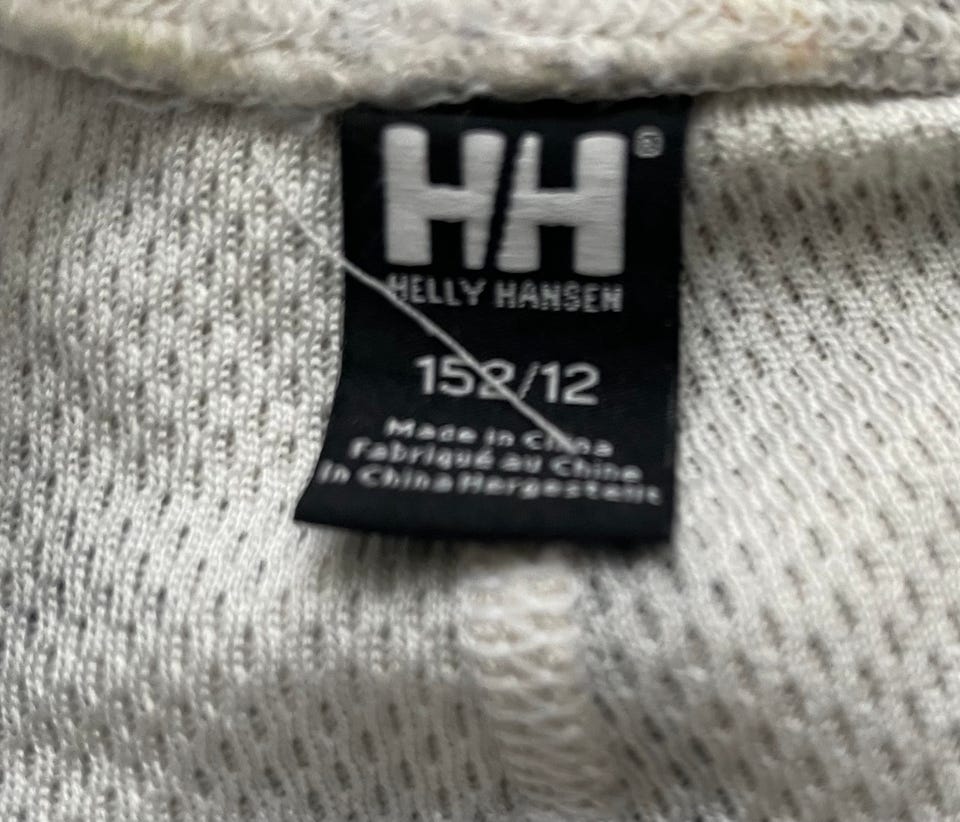 HH®
HELLY HANSEN
152/12
Made in China
Fabriqué au Chine
In China Hergestellt